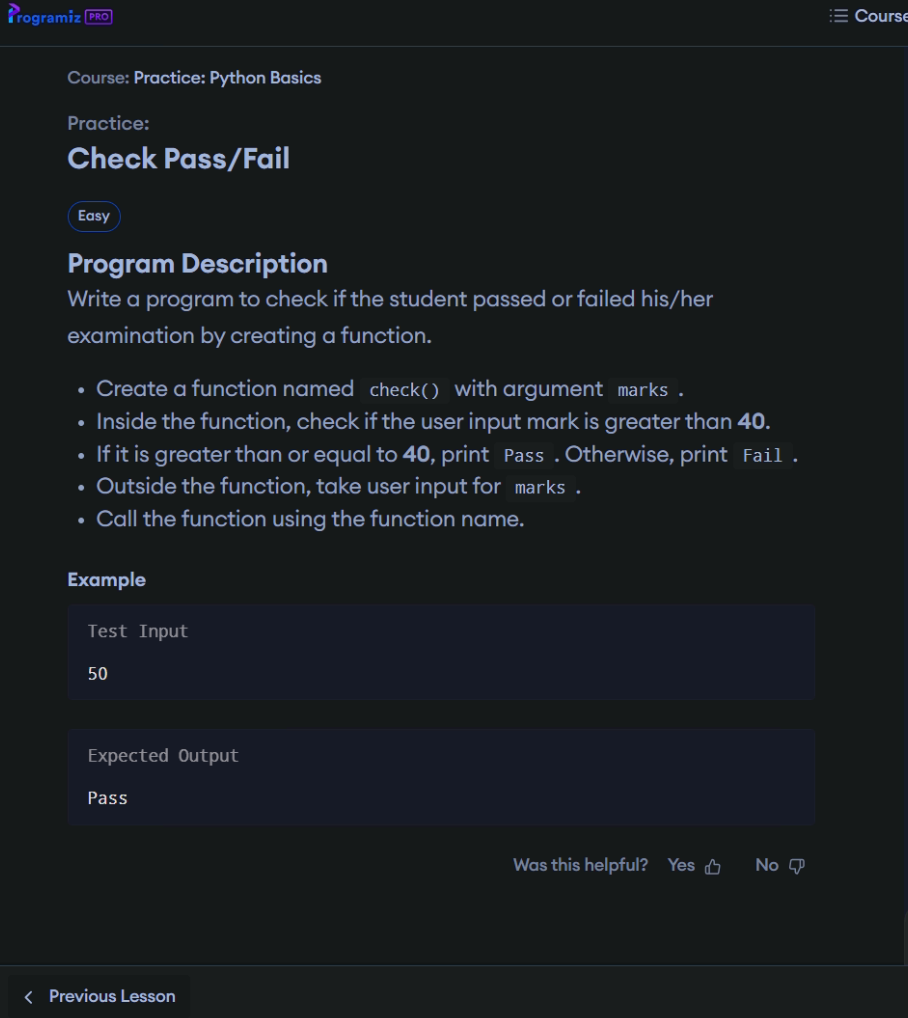 Programiz PRO
Course
Course: Practice: Python Basics
Practice:
Check Pass/Fail
Easy
Program Description
Write a program to check if the student passed or failed his/her
examination by creating a function.
• Create a function named check() with argument marks .
• Inside the function, check if the user input mark is greater than 40.
• If it is greater than or equal to 40, print Pass . Otherwise, print Fail .
• Outside the function, take user input for marks .
• Call the function using the function name.
Example
Test Input
50
Expected Output
Pass
Was this helpful? Yes No
Previous Lesson